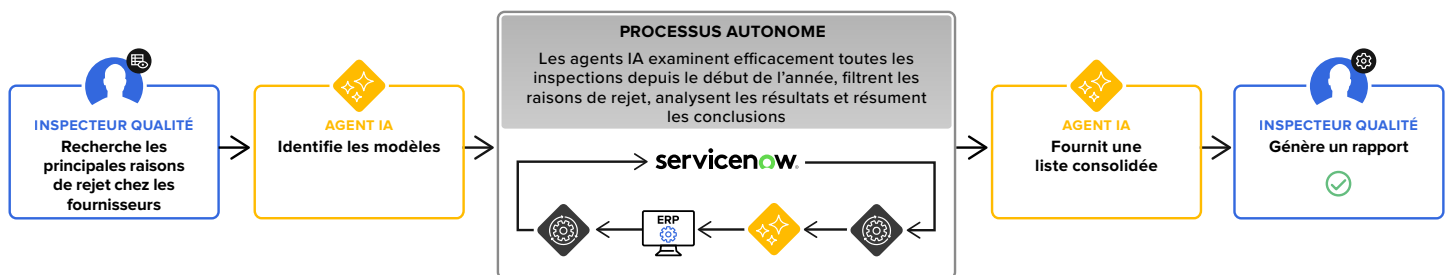 INSPECTEUR QUALITÉ
Recherche les
principales raisons
de rejet chez les
fournisseurs
AGENT IA
Identifie les modèles
PROCESSUS AUTONOME
Les agents IA examinent efficacement toutes les
inspections depuis le début de l’année, filtrent les
raisons de rejet, analysent les résultats et résument
les conclusions
servicenow
ERP
AGENT IA
Fournit une
liste consolidée
INSPECTEUR QUALITÉ
Génère un rapport